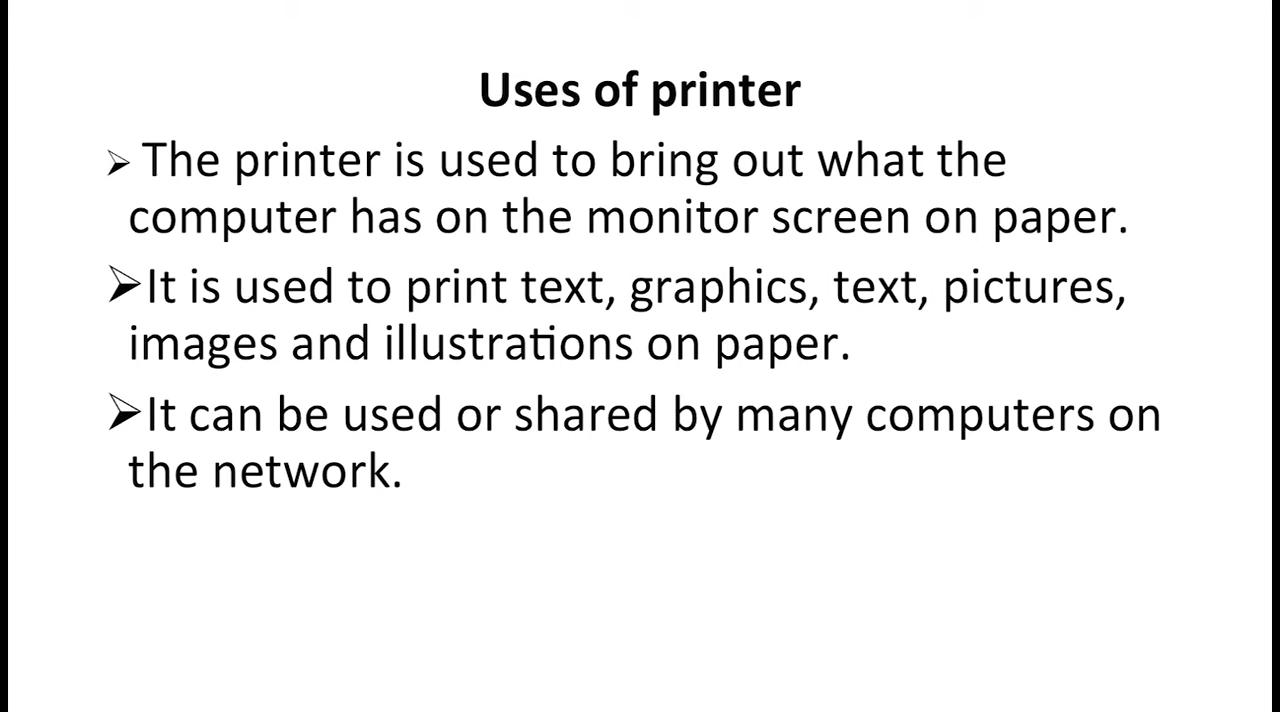 Uses of printer
➢ The printer is used to bring out what the
computer has on the monitor screen on paper.
➢It is used to print text, graphics, text, pictures,
images and illustrations on paper.
➢It can be used or shared by many computers on
the network.